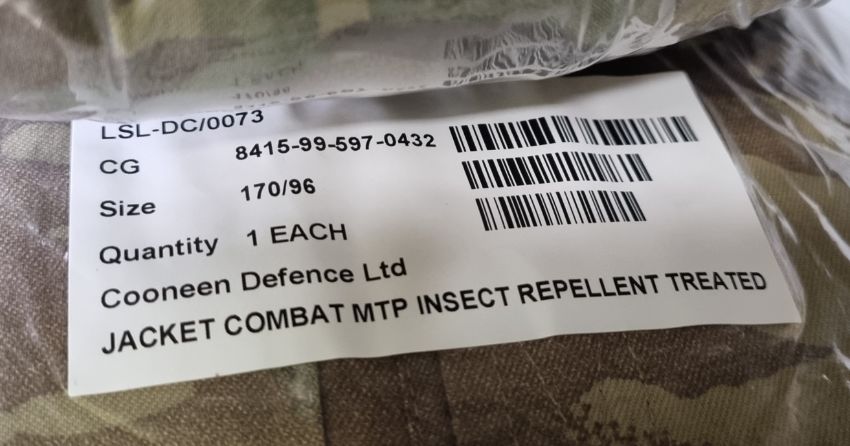 LSL-DC/0073
CG 8415-99-597-0432
Size 170/96
Quantity 1 EACH
Cooneen Defence Ltd
JACKET COMBAT MTP INSECT REPELLENT TREATED